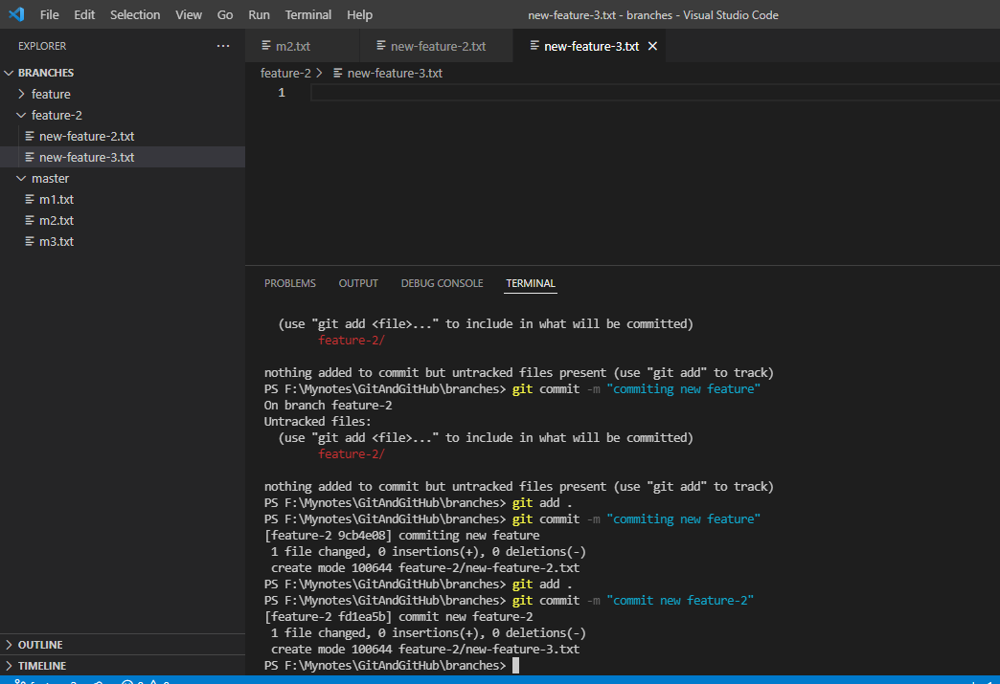 File Edit Selection View Go Run Terminal Help new-feature-3.txt - branches - Visual Studio Code
EXPLORER ...
BRANCHES
feature
feature-2
new-feature-2.txt
new-feature-3.txt
master
m1.txt
m2.txt
m3.txt
OUTLINE
TIMELINE
m2.txt new-feature-2.txt new-feature-3.txt
feature-2 > new-feature-3.txt
1
PROBLEMS OUTPUT DEBUG CONSOLE TERMINAL
(use "git add <file>..." to include in what will be committed)
feature-2/
nothing added to commit but untracked files present (use "git add" to track)
PS F:\Mynotes\GitAndGitHub\branches> git commit -m "commiting new feature"
On branch feature-2
Untracked files:
(use "git add <file>..." to include in what will be committed)
feature-2/
nothing added to commit but untracked files present (use "git add" to track)
PS F:\Mynotes\GitAndGitHub\branches> git add .
PS F:\Mynotes\GitAndGitHub\branches> git commit -m "commiting new feature"
[feature-2 9cb4e08] commiting new feature
1 file changed, 0 insertions(+), 0 deletions(-)
create mode 100644 feature-2/new-feature-2.txt
PS F:\Mynotes\GitAndGitHub\branches> git add .
PS F:\Mynotes\GitAndGitHub\branches> git commit -m "commit new feature-2"
[feature-2 fd1ea5b] commit new feature-2
1 file changed, 0 insertions(+), 0 deletions(-)
create mode 100644 feature-2/new-feature-3.txt
PS F:\Mynotes\GitAndGitHub\branches>